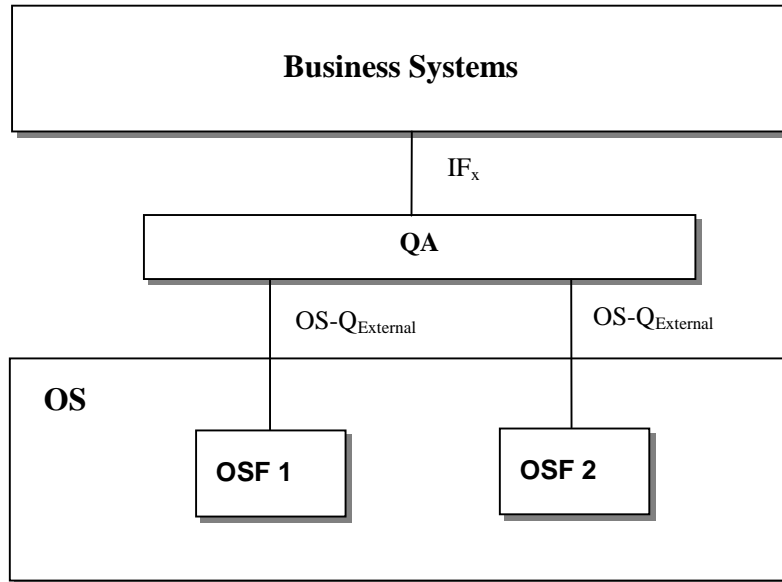 Business Systems
IFx
QA
OS-QExternal
OS-QExternal
OS
OSF 1
OSF 2